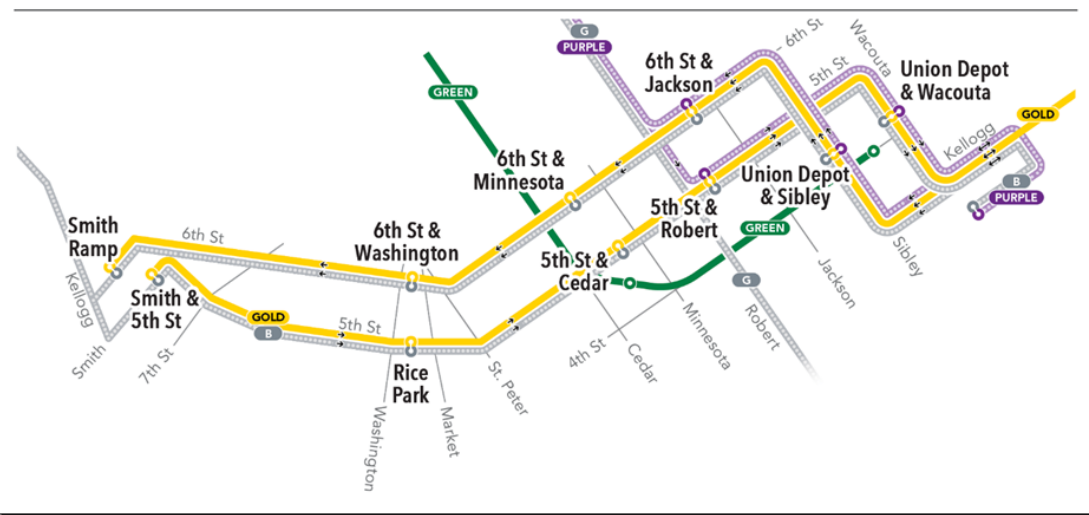 G
PURPLE
6th St
Wacouta
6th St &
Jackson
5th St
Union Depot
& Wacouta
GREEN
GOLD
Kellogg
6th St &
Minnesota
B
PURPLE
Union Depot
& Sibley
5th St &
Robert
Smith
Ramp
6th St
6th St &
Washington
GREEN
Sibley
5th St &
Cedar
Jackson
Kellogg
G
Smith &
5th St
GOLD
B
5th St
Minnesota
Robert
4th St
Cedar
Smith
7th St
Rice
Park
St. Peter
Washington
Market